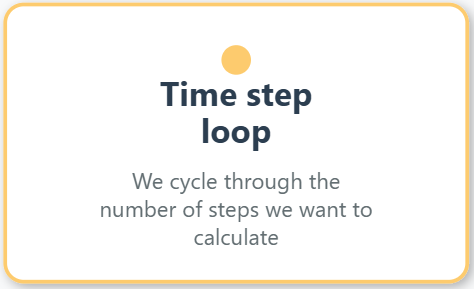 Time step
loop
We cycle through the
number of steps we want to
calculate